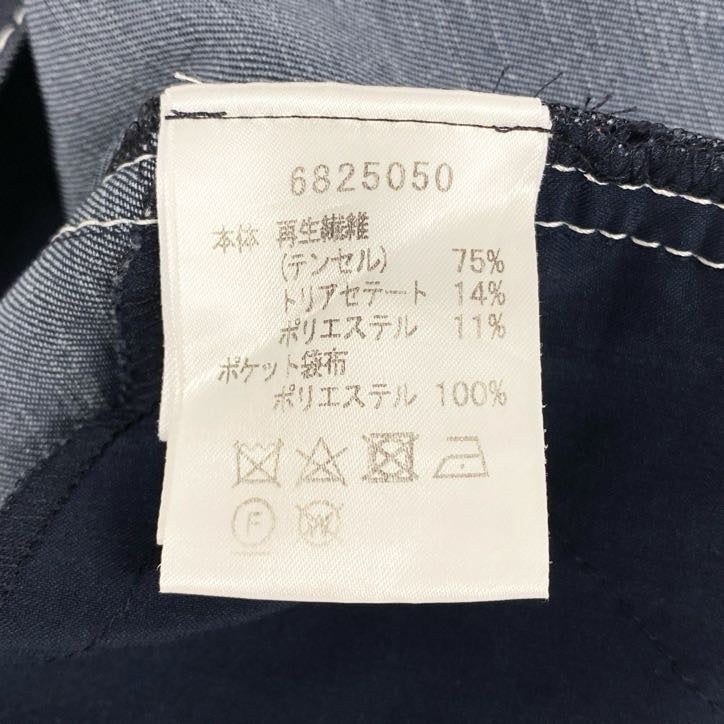 6825050
本体 再生繊維
(テンセル) 75%
トリアセテート 14%
ポリエステル 11%
ポケット袋布
ポリエステル 100%
F
W